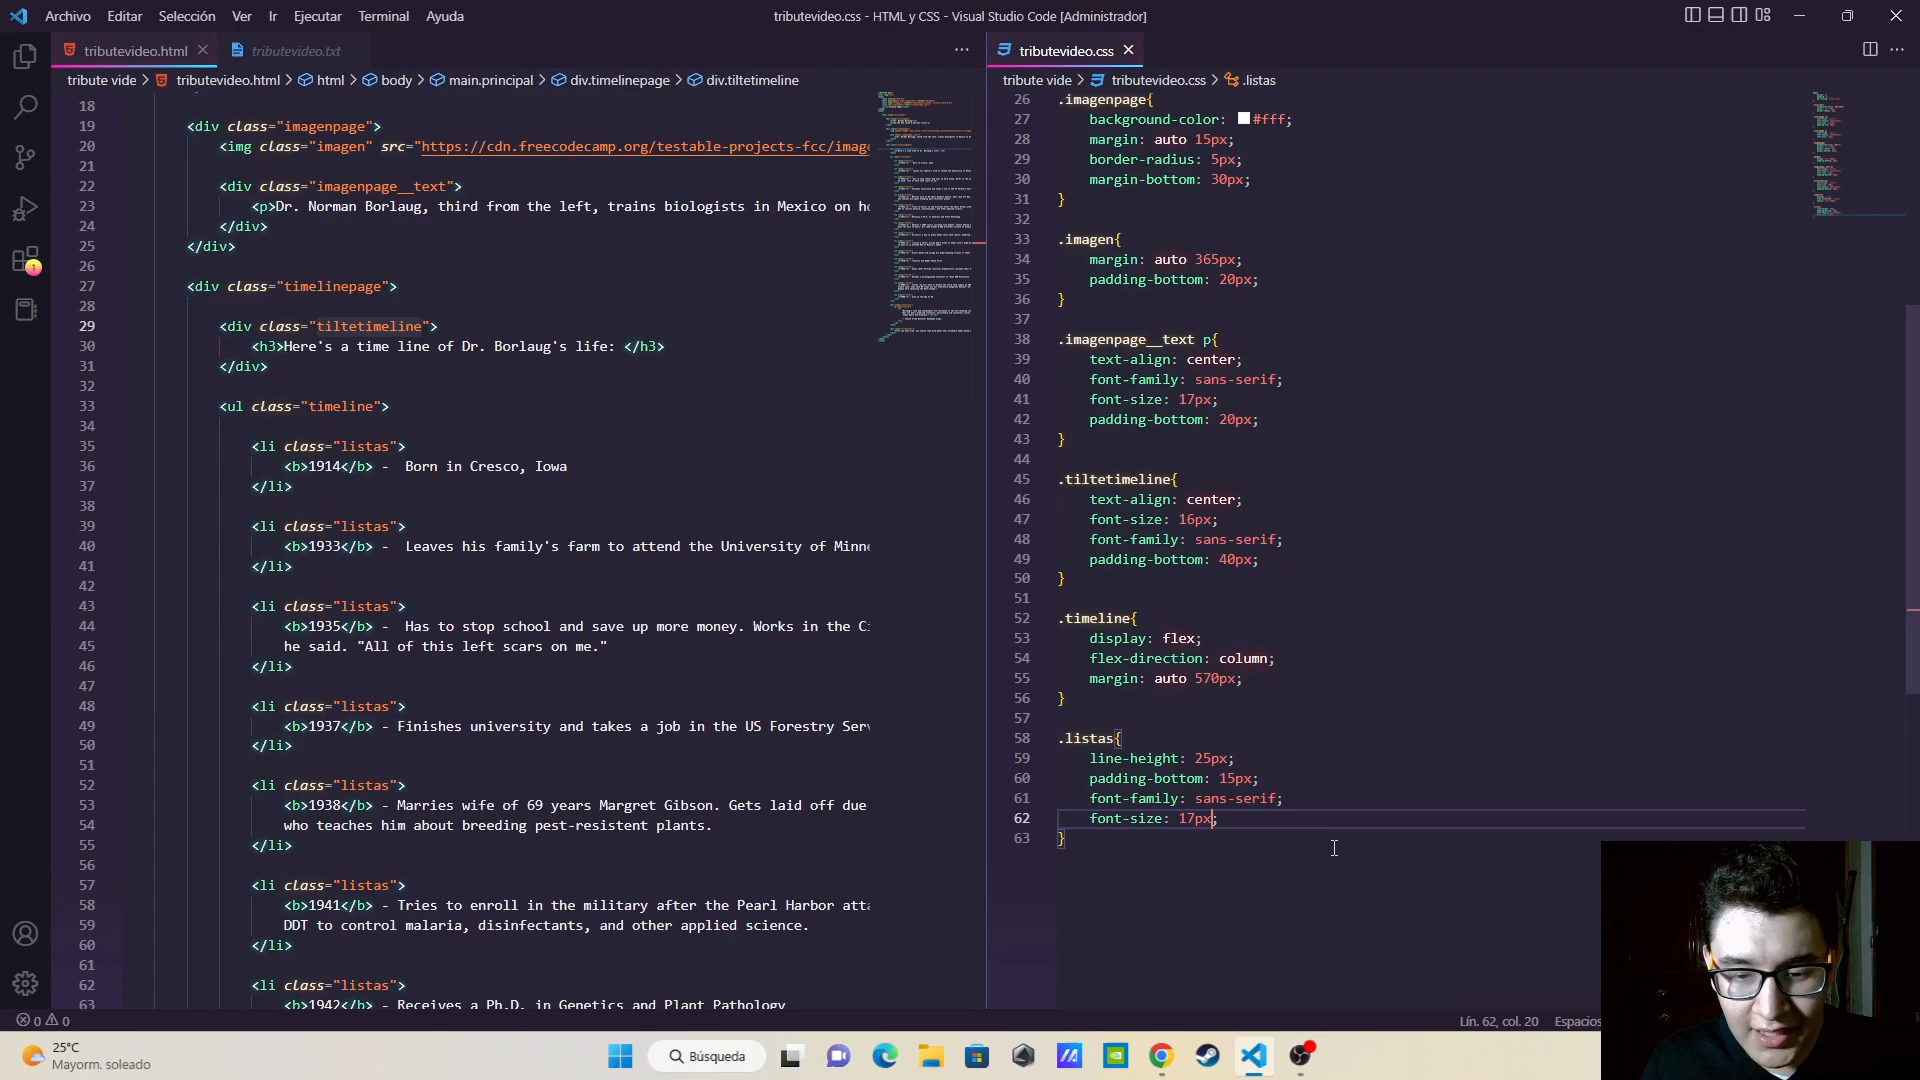 Archivo Editar Selección Ver Ir Ejecutar Terminal Ayuda
tributevideo.css - HTML y CSS - Visual Studio Code [Administrador]
tributevideo.html
tributevideo.txt
tribute vide > tributevideo.html > html > body > main.principal > div.timelinepage > div.tiltetimeline
18
19 <div class="imagenpage">
20 <img class="imagen" src="https://cdn.freecodecamp.org/testable-projects-fcc/image
21
22 <div class="imagenpage__text">
23 <p>Dr. Norman Borlaug, third from the left, trains biologists in Mexico on ho
24 </div>
25 </div>
26
27 <div class="timelinepage">
28
29 <div class="tiltetimeline">
30 <h3>Here's a time line of Dr. Borlaug's life: </h3>
31 </div>
32
33 <ul class="timeline">
34
35 <li class="listas">
36 <b>1914</b> -  Born in Cresco, Iowa
37 </li>
38
39 <li class="listas">
40 <b>1933</b> -  Leaves his family's farm to attend the University of Minne
41 </li>
42
43 <li class="listas">
44 <b>1935</b> -  Has to stop school and save up more money. Works in the Ci
45 he said. "All of this left scars on me."
46 </li>
47
48 <li class="listas">
49 <b>1937</b> - Finishes university and takes a job in the US Forestry Serv
50 </li>
51
52 <li class="listas">
53 <b>1938</b> - Marries wife of 69 years Margret Gibson. Gets laid off due
54 who teaches him about breeding pest-resistent plants.
55 </li>
56
57 <li class="listas">
58 <b>1941</b> - Tries to enroll in the military after the Pearl Harbor atta
59 DDT to control malaria, disinfectants, and other applied science.
60 </li>
61
62 <li class="listas">
63 <b>1942</b> - Receives a Ph.D. in Genetics and Plant Pathology
tributevideo.css
tribute vide > tributevideo.css > .listas
26 .imagenpage{
27 background-color: #fff;
28 margin: auto 15px;
29 border-radius: 5px;
30 margin-bottom: 30px;
31 }
32
33 .imagen{
34 margin: auto 365px;
35 padding-bottom: 20px;
36 }
37
38 .imagenpage__text p{
39 text-align: center;
40 font-family: sans-serif;
41 font-size: 17px;
42 padding-bottom: 20px;
43 }
44
45 .tiltetimeline{
46 text-align: center;
47 font-size: 16px;
48 font-family: sans-serif;
49 padding-bottom: 40px;
50 }
51
52 .timeline{
53 display: flex;
54 flex-direction: column;
55 margin: auto 570px;
56 }
57
58 .listas{
59 line-height: 25px;
60 padding-bottom: 15px;
61 font-family: sans-serif;
62 font-size: 17px;
63 }
1
0 0
Lín. 62, col. 20 Espacios
25°C
Mayorm. soleado
Búsqueda